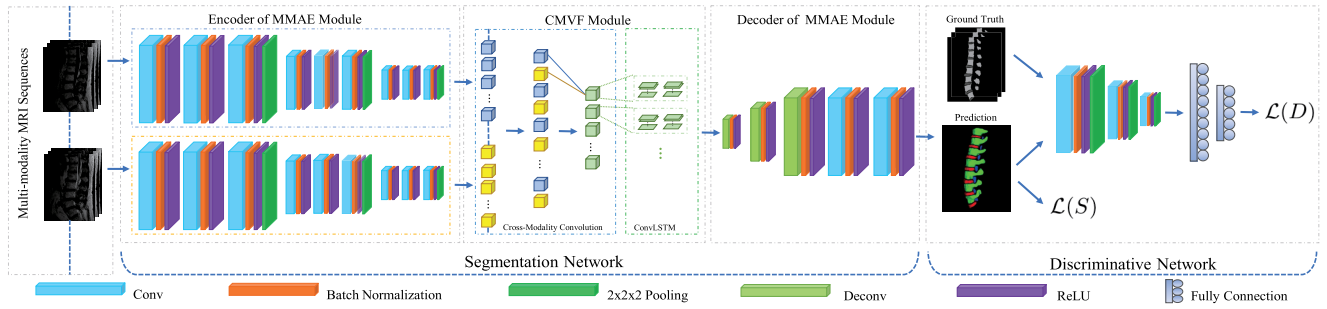 Multi-modality MRI Sequences
Encoder of MMAE Module
CMVF Module
Decoder of MMAE Module
Ground Truth
Prediction
Cross-Modality Convolution
ConvLSTM
ℒ(D)
ℒ(S)
Segmentation Network
Discriminative Network
Conv
Batch Normalization
2x2x2 Pooling
Deconv
ReLU
Fully Connection